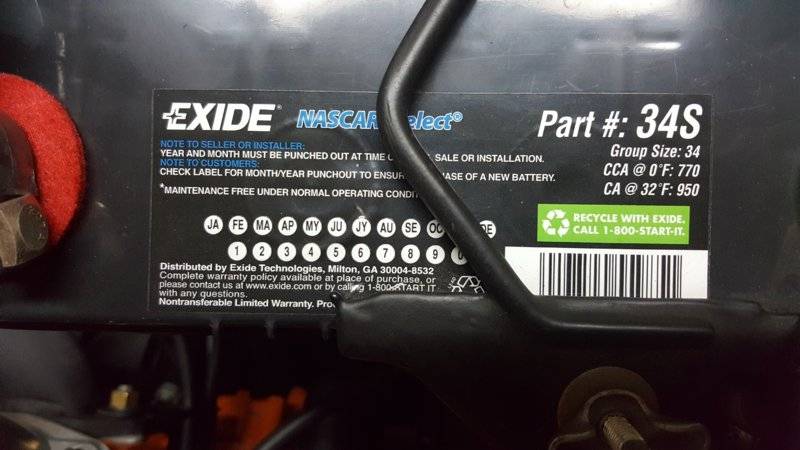 EXIDE® NASCAR Select®
Part #: 34S
Group Size: 34
CCA @ 0°F: 770
CA @ 32°F: 950
NOTE TO SELLER OR INSTALLER:
YEAR AND MONTH MUST BE PUNCHED OUT AT TIME SALE OR INSTALLATION.
NOTE TO CUSTOMERS:
CHECK LABEL FOR MONTH/YEAR PUNCHOUT TO ENSURE OF A NEW BATTERY.
*MAINTENANCE FREE UNDER NORMAL OPERATING
RECYCLE WITH EXIDE.
CALL 1-800-START-IT.
JA FE MA AP MY JU JY AU SE OC DE
1 2 3 4 5 6 7 8 9
Distributed by Exide Technologies, Milton, GA 30004-8532
Complete warranty policy available at place of purchase, or
please contact us at www.exide.com or by calling 1-800-START IT
with any questions.
Nontransferable Limited Warranty.